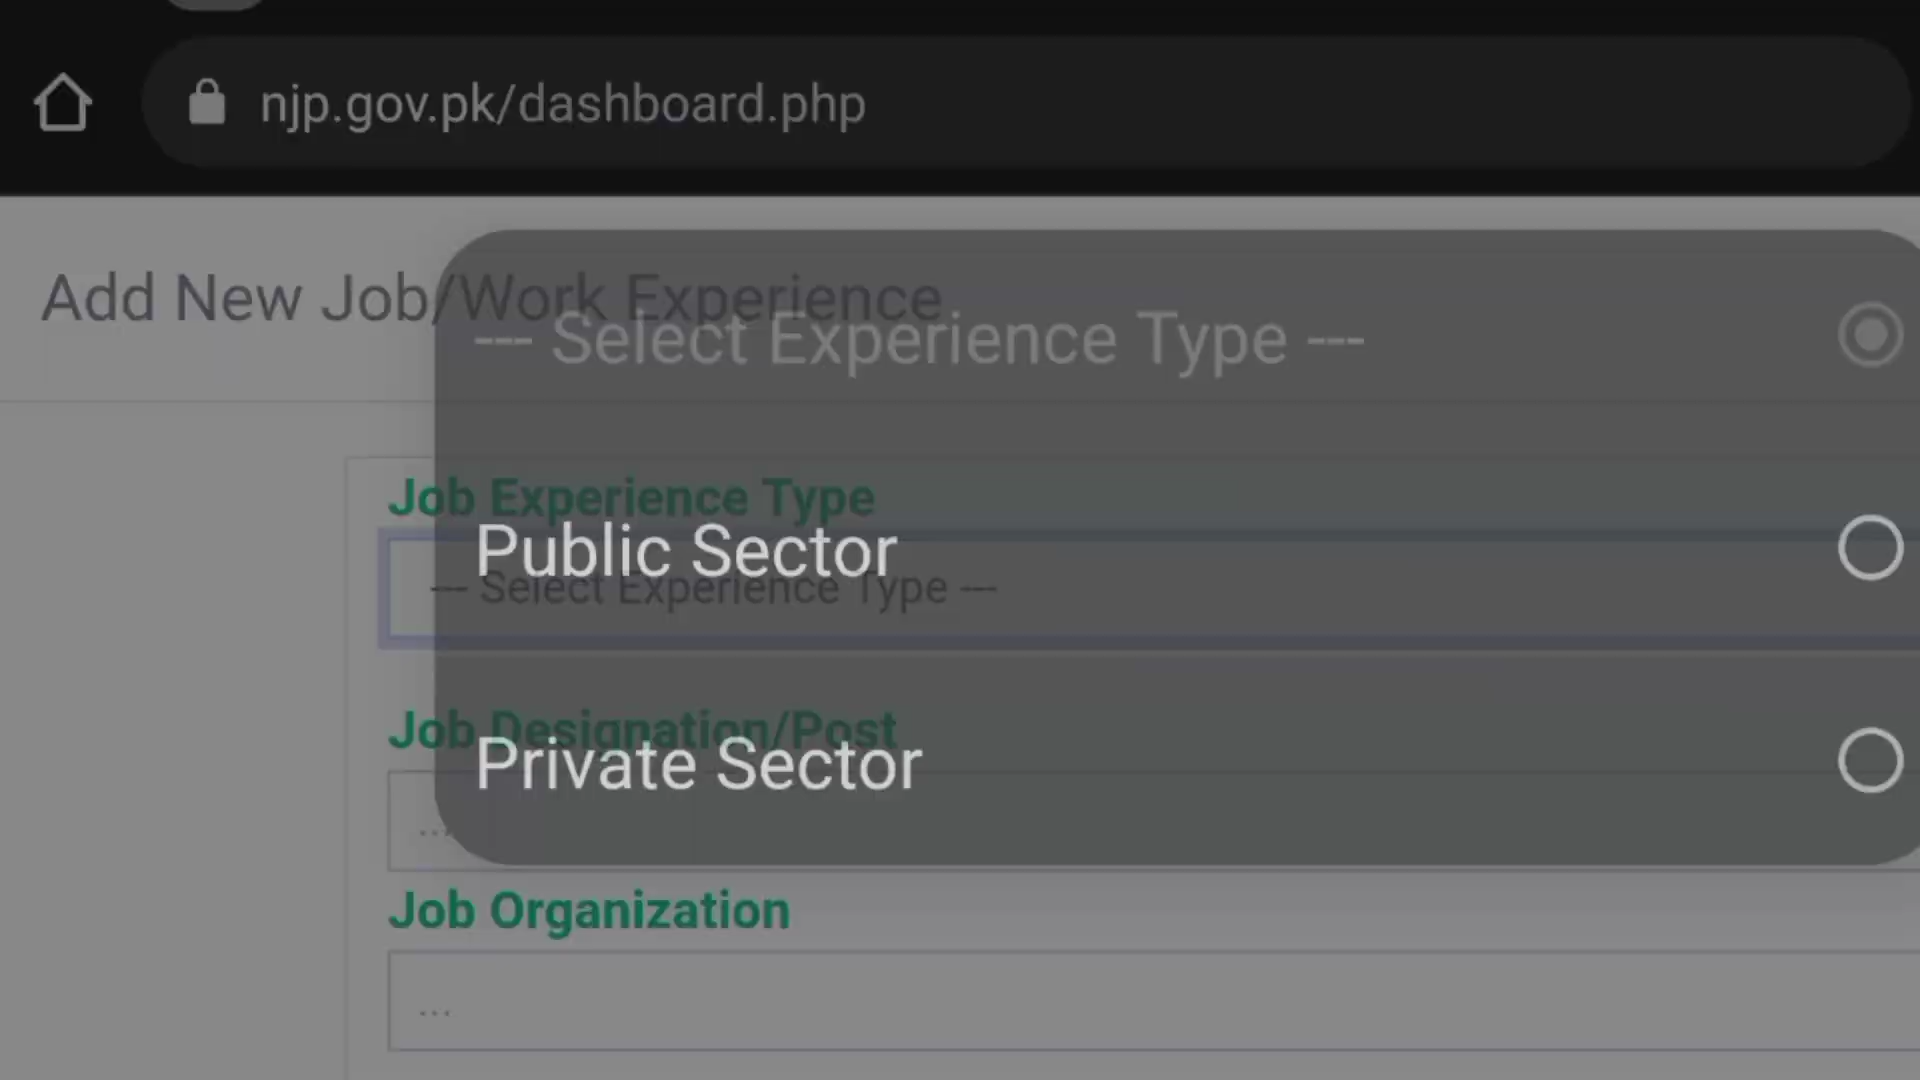 njp.gov.pk/dashboard.php
Add New Job/Work Experience
--- Select Experience Type ---
Job Experience Type
Public Sector
--- Select Experience Type ---
Job Designation/Post
Private Sector
...
Job Organization
...